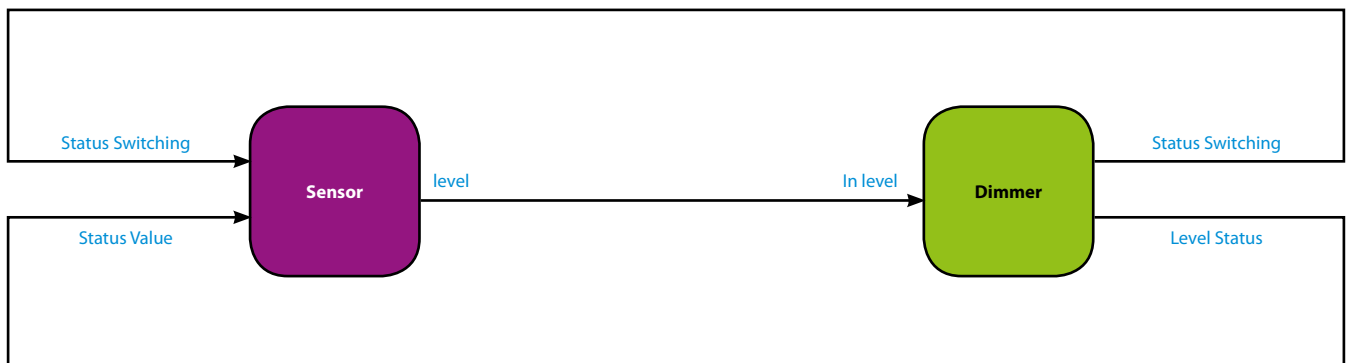 Status Switching
Status Switching
level
In level
Sensor
Dimmer
Status Value
Level Status